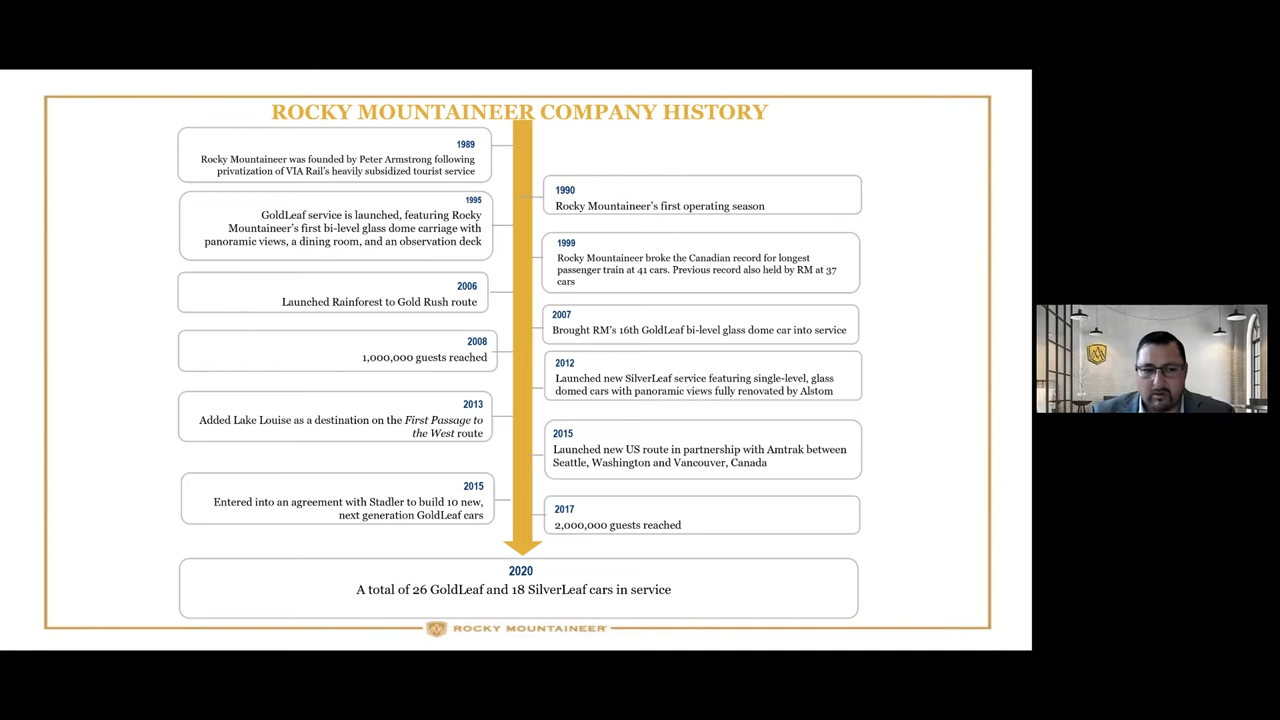 ROCKY MOUNTAINEER COMPANY HISTORY
1989
Rocky Mountaineer was founded by Peter Armstrong following
privatization of VIA Rail's heavily subsidized tourist service
1990
Rocky Mountaineer's first operating season
1995
GoldLeaf service is launched, featuring Rocky
Mountaineer's first bi-level glass dome carriage with
panoramic views, a dining room, and an observation deck
1999
Rocky Mountaineer broke the Canadian record for longest
passenger train at 41 cars. Previous record also held by RM at 37
cars
2006
Launched Rainforest to Gold Rush route
2007
Brought RM's 16th GoldLeaf bi-level glass dome car into service
2008
1,000,000 guests reached
2012
Launched new SilverLeaf service featuring single-level, glass
domed cars with panoramic views fully renovated by Alstom
2013
Added Lake Louise as a destination on the First Passage to
the West route
2015
Launched new US route in partnership with Amtrak between
Seattle, Washington and Vancouver, Canada
2015
Entered into an agreement with Stadler to build 10 new,
next generation GoldLeaf cars
2017
2,000,000 guests reached
2020
A total of 26 GoldLeaf and 18 SilverLeaf cars in service
ROCKY MOUNTAINEER